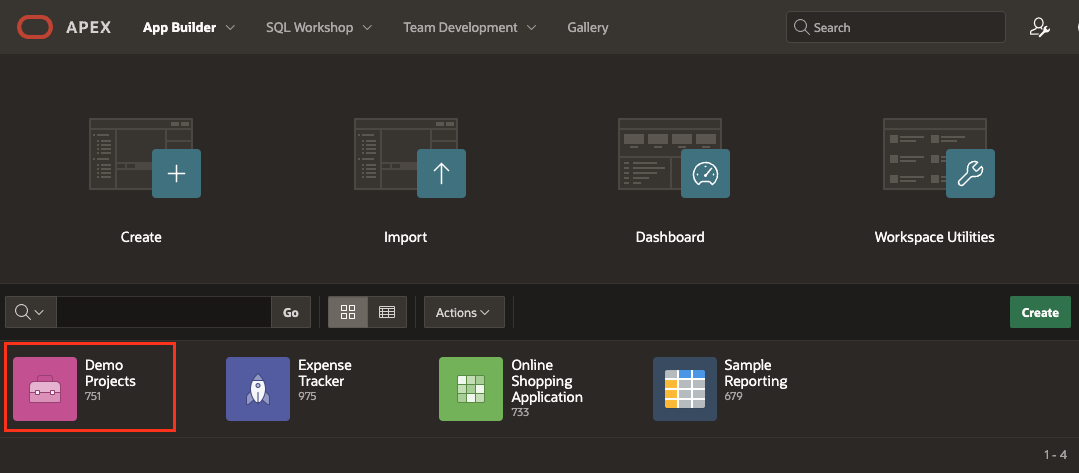 APEX App Builder SQL Workshop Team Development Gallery Search
Create Import Dashboard Workspace Utilities
Go Actions Create
Demo
Projects
751
Expense
Tracker
975
Online
Shopping
Application
733
Sample
Reporting
679
1 - 4